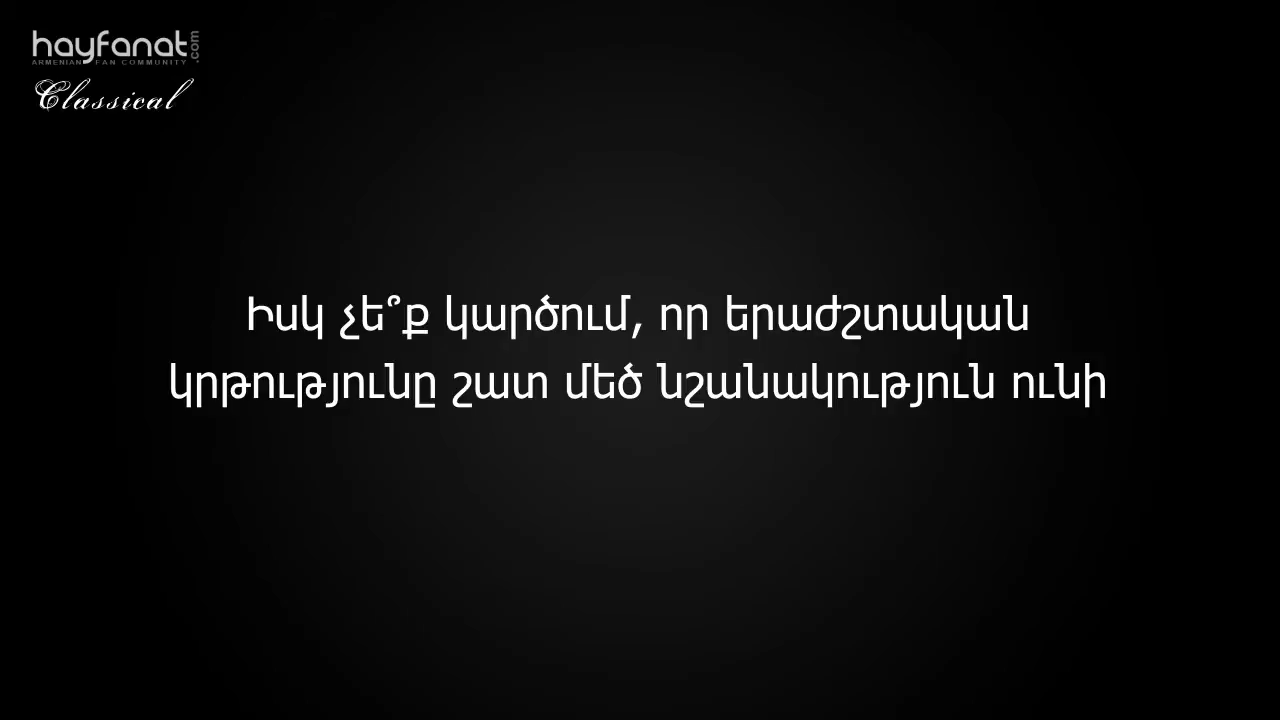 hayfanat.com
ARMENIAN FAN COMMUNITY
Classical
Իսկ չե՞ք կարծում, որ երաժշտական
կրթությունը շատ մեծ նշանակություն ունի